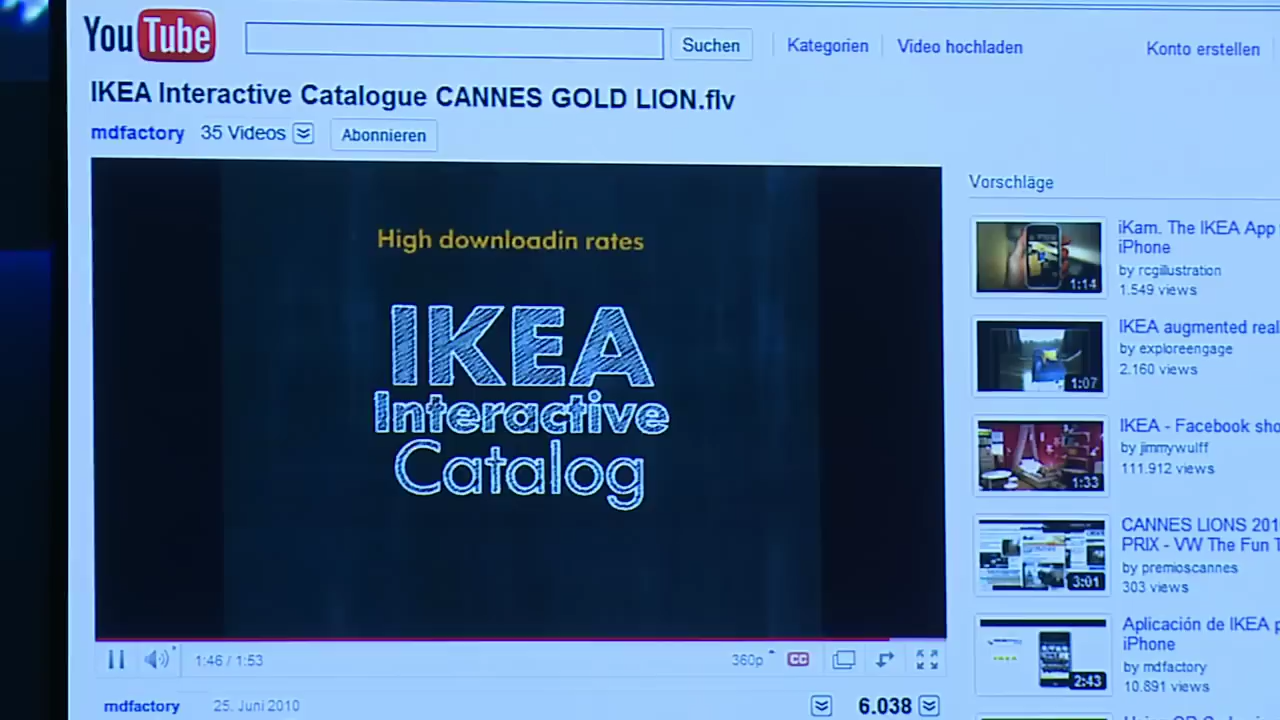 YouTube
Suchen
Kategorien
Video hochladen
Konto erstellen
IKEA Interactive Catalogue CANNES GOLD LION.flv
mdfactory
35 Videos
Abonnieren
High downloadin rates
IKEA
Interactive
Catalog
1:46 / 1:53
360p
CC
mdfactory
25. Juni 2010
6.038
Vorschläge
1:14
iKam. The IKEA App
iPhone
by rcgillustration
1.549 views
1:07
IKEA augmented real
by exploreengage
2.160 views
1:33
IKEA - Facebook sho
by jimmywulff
111.912 views
3:01
CANNES LIONS 201
PRIX - VW The Fun T
by premioscannes
303 views
2:43
Aplicación de IKEA p
iPhone
by mdfactory
10.891 views